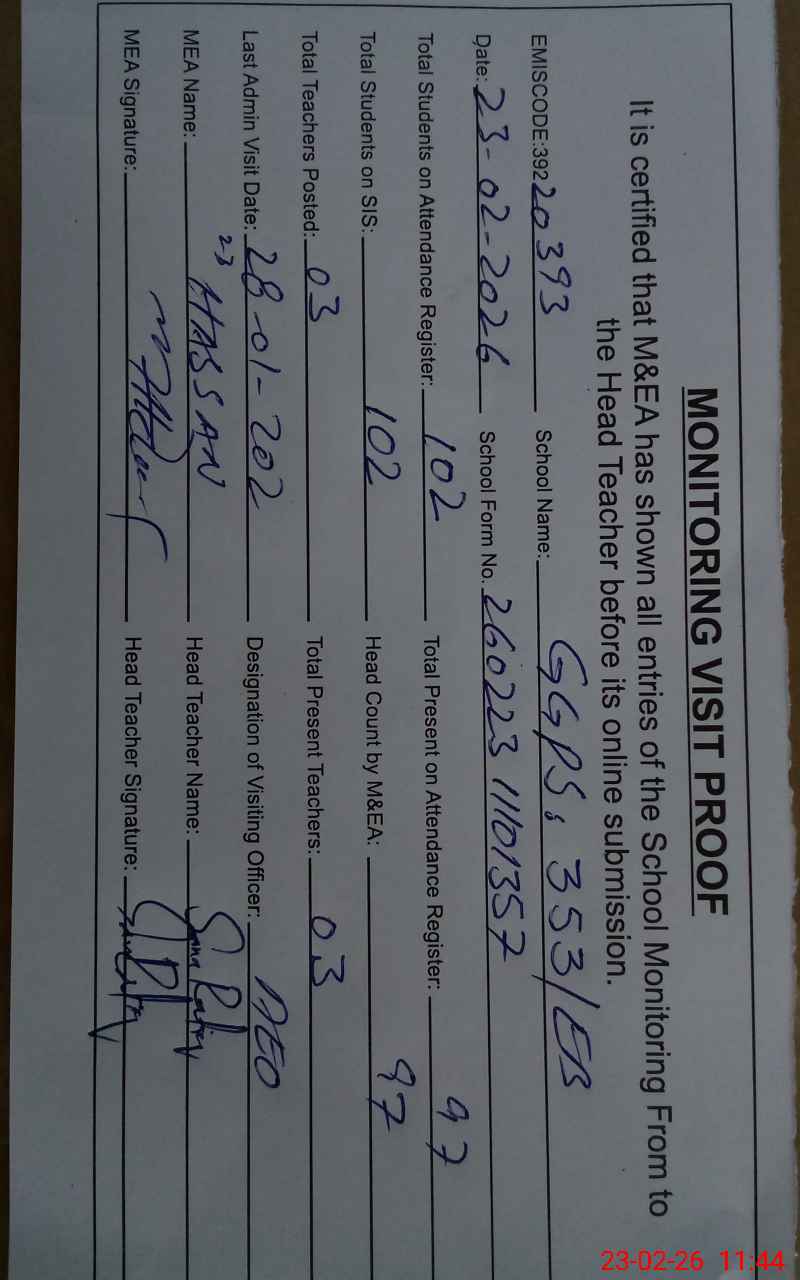 MONITORING VISIT PROOF
It is certified that M&EA has shown all entries of the School Monitoring From to
the Head Teacher before its online submission.
EMISCODE:39220393 School Name: GGPS, 353/EB
Date: 23-02-2026 School Form No. 260223 11101357
Total Students on Attendance Register: 102 Total Present on Attendance Register: 97
Total Students on SIS: 102 Head Count by M&EA: 97
Total Teachers Posted: 03 Total Present Teachers: 03
Last Admin Visit Date: 28-01-202 Designation of Visiting Officer: AEO
23
MEA Name: HASSAN Head Teacher Name: Sana
MEA Signature: Head Teacher Signature:
23-02-26 11:44